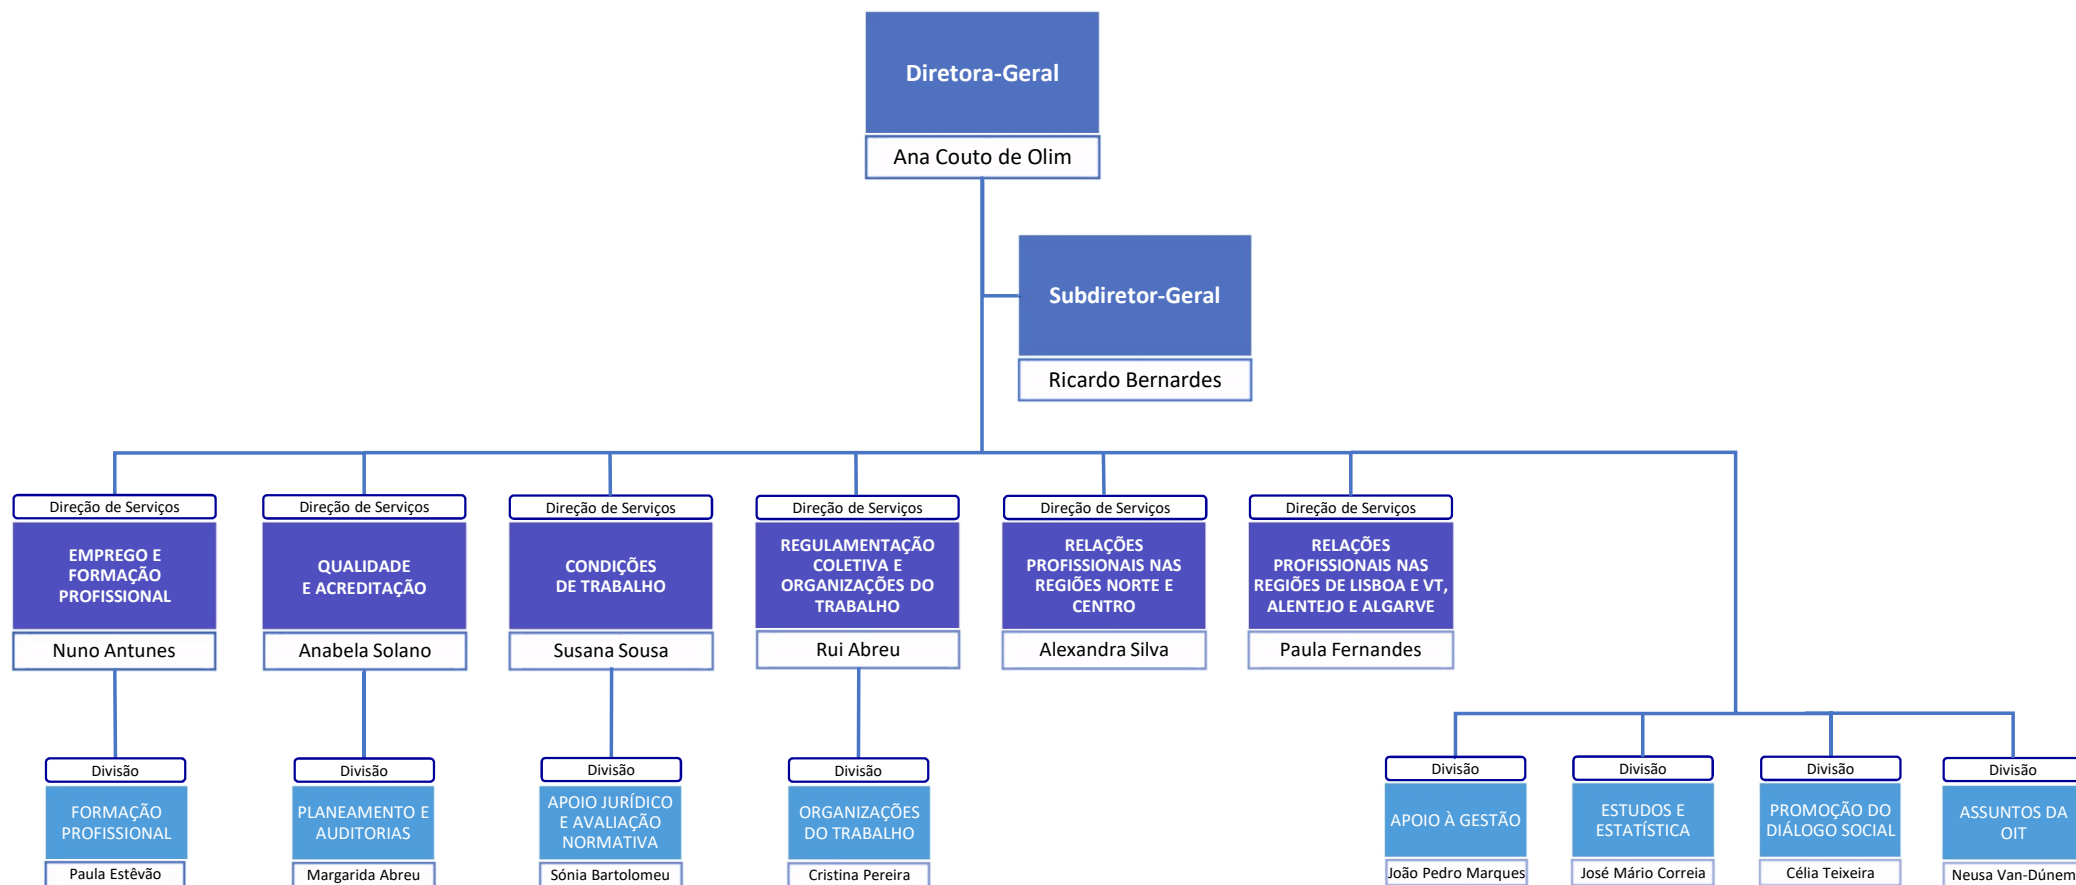 Diretora-Geral
Ana Couto de Olim
Subdiretor-Geral
Ricardo Bernardes
Direção de Serviços
EMPREGO E
FORMAÇÃO
PROFISSIONAL
Nuno Antunes
Direção de Serviços
QUALIDADE
E ACREDITAÇÃO
Anabela Solano
Direção de Serviços
CONDIÇÕES
DE TRABALHO
Susana Sousa
Direção de Serviços
REGULAMENTAÇÃO
COLETIVA E
ORGANIZAÇÕES DO
TRABALHO
Rui Abreu
Direção de Serviços
RELAÇÕES
PROFISSIONAIS NAS
REGIÕES NORTE E
CENTRO
Alexandra Silva
Direção de Serviços
RELAÇÕES
PROFISSIONAIS NAS
REGIÕES DE LISBOA E VT,
ALENTEJO E ALGARVE
Paula Fernandes
Divisão
FORMAÇÃO
PROFISSIONAL
Paula Estêvão
Divisão
PLANEAMENTO E
AUDITORIAS
Margarida Abreu
Divisão
APOIO JURÍDICO
E AVALIAÇÃO
NORMATIVA
Sónia Bartolomeu
Divisão
ORGANIZAÇÕES
DO TRABALHO
Cristina Pereira
Divisão
APOIO À GESTÃO
João Pedro Marques
Divisão
ESTUDOS E
ESTATÍSTICA
José Mário Correia
Divisão
PROMOÇÃO DO
DIÁLOGO SOCIAL
Célia Teixeira
Divisão
ASSUNTOS DA
OIT
Neusa Van-Dúnem